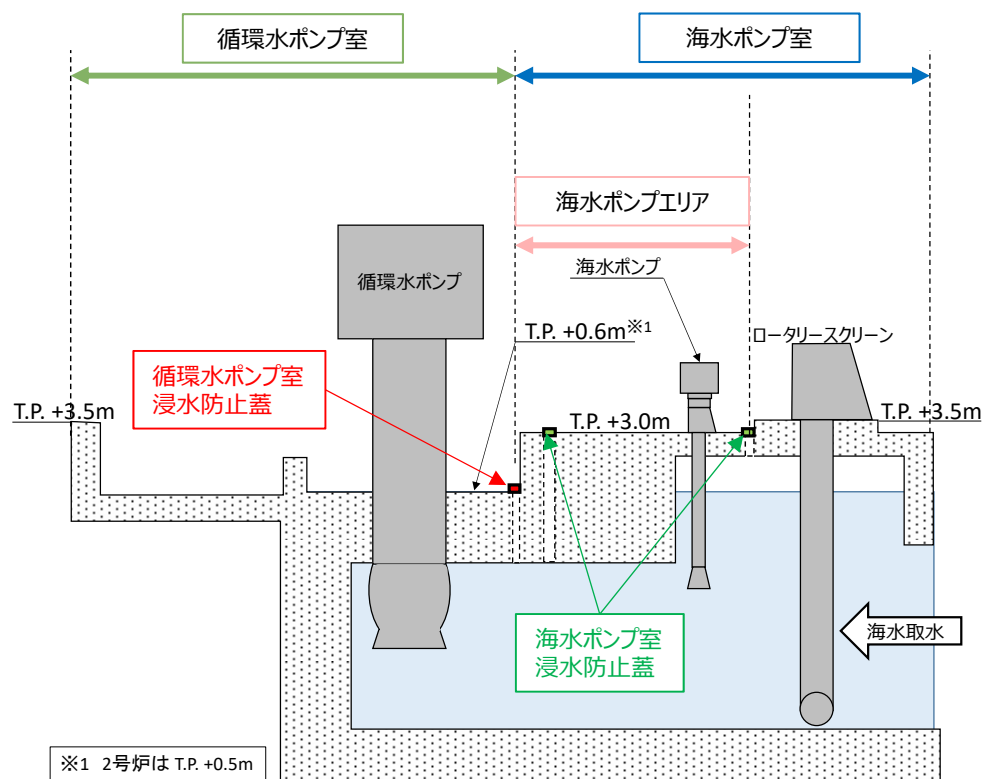 循環水ポンプ室
海水ポンプ室
海水ポンプエリア
海水ポンプ
循環水ポンプ
T.P. +0.6m※1
ロータリースクリーン
循環水ポンプ室
浸水防止蓋
T.P. +3.5m
T.P. +3.0m
T.P. +3.5m
海水ポンプ室
浸水防止蓋
海水取水
※1 2号炉は T.P. +0.5m